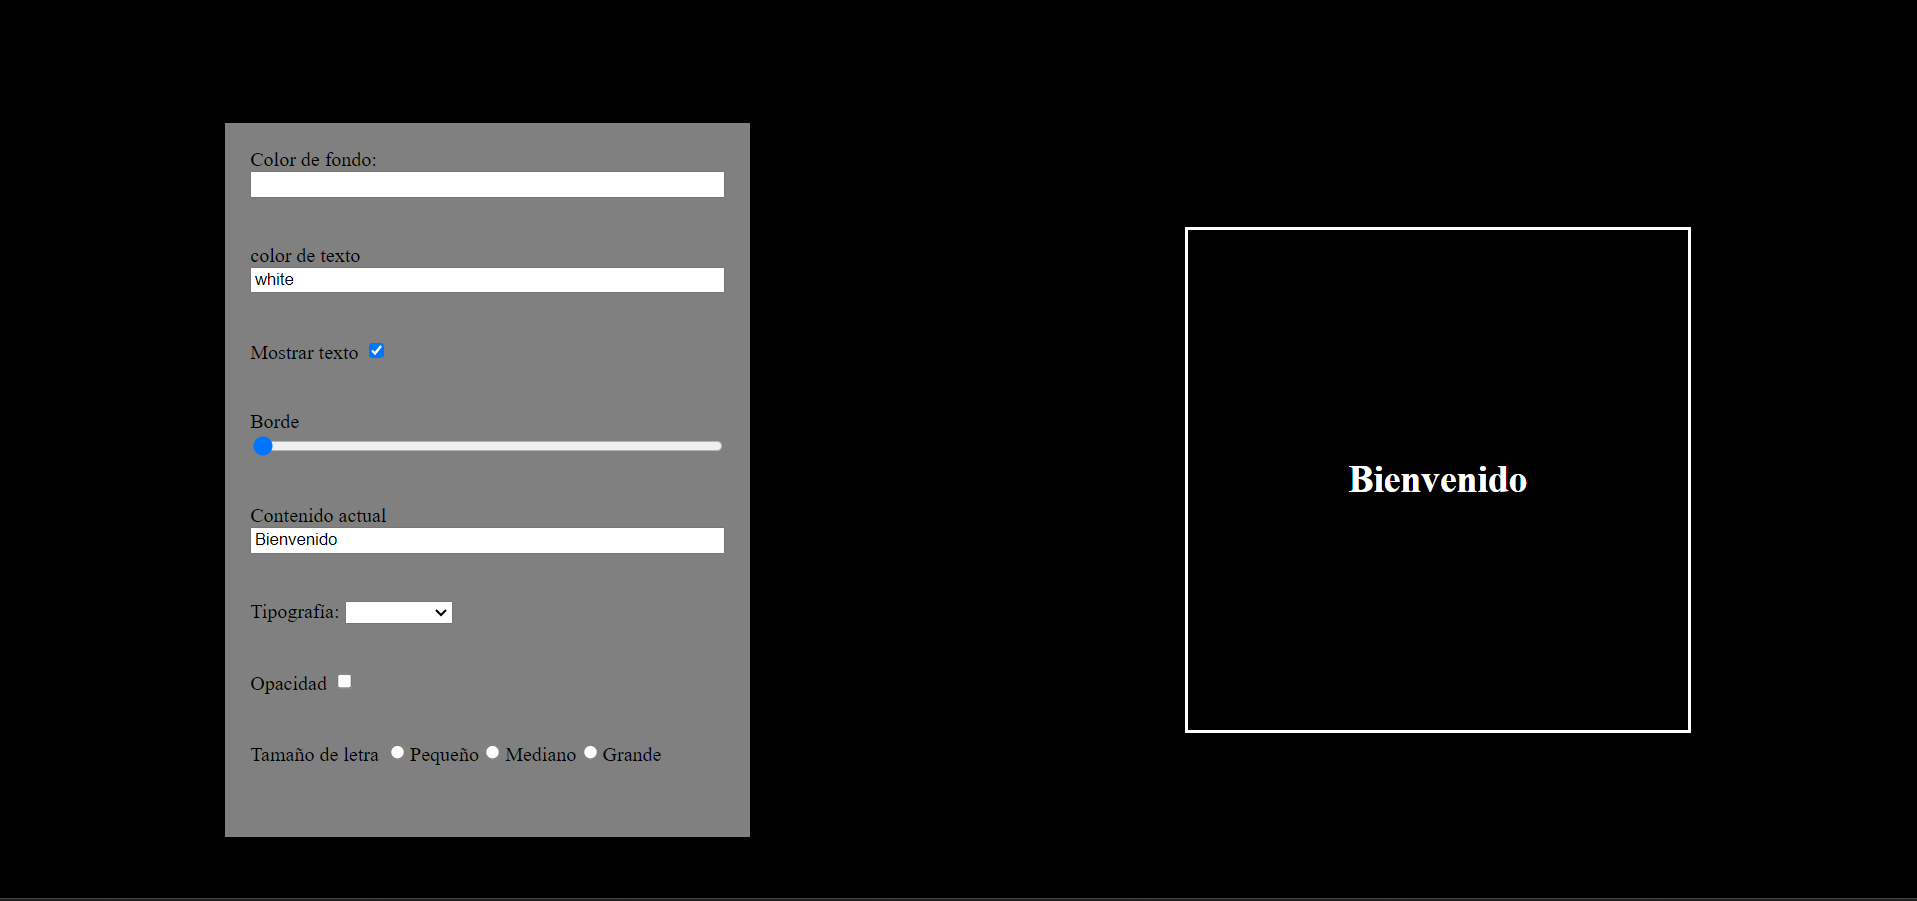 Color de fondo:
color de texto
white
Mostrar texto
Borde
Contenido actual
Bienvenido
Tipografía:
Opacidad
Tamaño de letra Pequeño Mediano Grande
Bienvenido